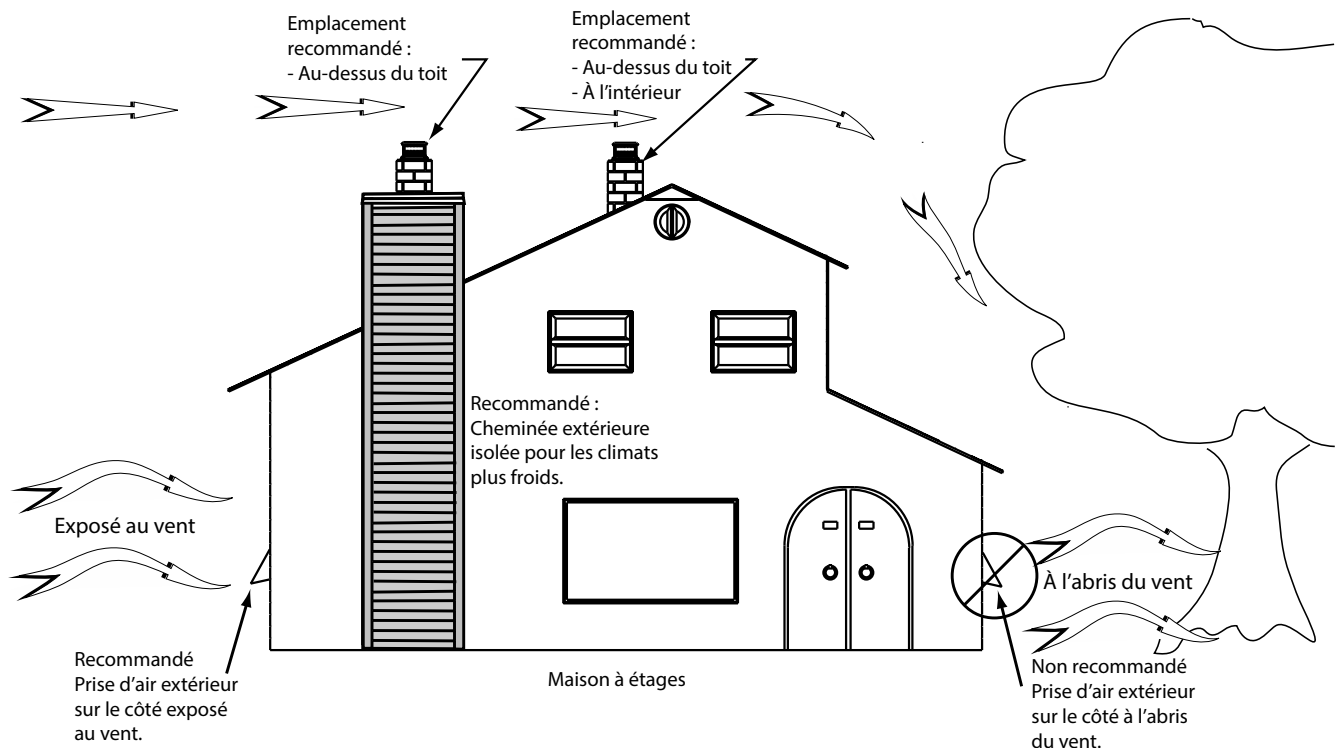 Emplacement
recommandé :
- Au-dessus du toit
Emplacement
recommandé :
- Au-dessus du toit
- À l'intérieur
Recommandé :
Cheminée extérieure
isolée pour les climats
plus froids.
Exposé au vent
À l'abris du vent
Recommandé
Prise d'air extérieur
sur le côté exposé
au vent.
Maison à étages
Non recommandé
Prise d'air extérieur
sur le côté à l'abris
du vent.